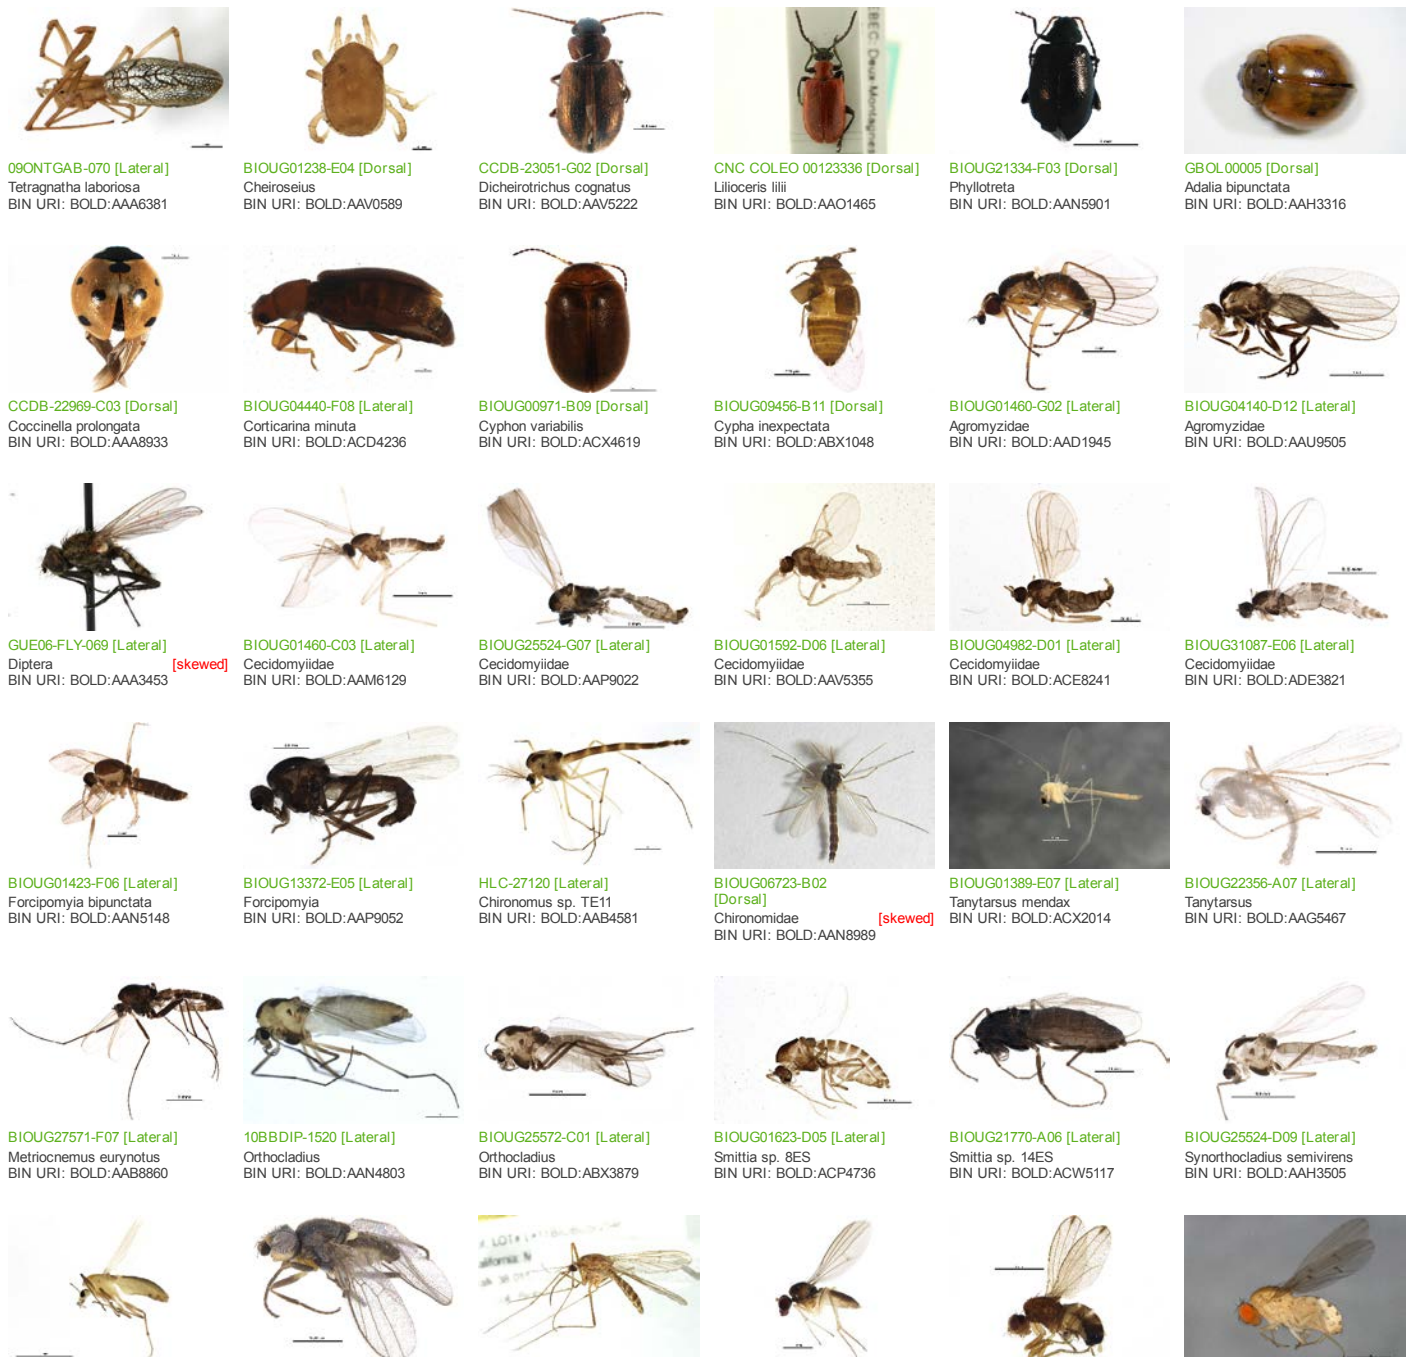 BEC: Deux-Montagnes
09ONTGAB-070 [Lateral]
Tetragnatha laboriosa
BIN URI: BOLD:AAA6381
BIOUG01238-E04 [Dorsal]
Cheiroseius
BIN URI: BOLD:AAV0589
CCDB-23051-G02 [Dorsal]
Dicheirotrichus cognatus
BIN URI: BOLD:AAV5222
CNC COLEO 00123336 [Dorsal]
Lilioceris lilii
BIN URI: BOLD:AAO1465
BIOUG21334-F03 [Dorsal]
Phyllotreta
BIN URI: BOLD:AAN5901
GBOL00005 [Dorsal]
Adalia bipunctata
BIN URI: BOLD:AAH3316
CCDB-22969-C03 [Dorsal]
Coccinella prolongata
BIN URI: BOLD:AAA8933
BIOUG04440-F08 [Lateral]
Corticarina minuta
BIN URI: BOLD:ACD4236
BIOUG00971-B09 [Dorsal]
Cyphon variabilis
BIN URI: BOLD:ACX4619
BIOUG09456-B11 [Dorsal]
Cypha inexpectata
BIN URI: BOLD:ABX1048
BIOUG01460-G02 [Lateral]
Agromyzidae
BIN URI: BOLD:AAD1945
BIOUG04140-D12 [Lateral]
Agromyzidae
BIN URI: BOLD:AAU9505
GUE06-FLY-069 [Lateral]
Diptera [skewed]
BIN URI: BOLD:AAA3453
BIOUG01460-C03 [Lateral]
Cecidomyiidae
BIN URI: BOLD:AAM6129
BIOUG25524-G07 [Lateral]
Cecidomyiidae
BIN URI: BOLD:AAP9022
BIOUG01592-D06 [Lateral]
Cecidomyiidae
BIN URI: BOLD:AAV5355
BIOUG04982-D01 [Lateral]
Cecidomyiidae
BIN URI: BOLD:ACE8241
BIOUG31087-E06 [Lateral]
Cecidomyiidae
BIN URI: BOLD:ADE3821
BIOUG01423-F06 [Lateral]
Forcipomyia bipunctata
BIN URI: BOLD:AAN5148
BIOUG13372-E05 [Lateral]
Forcipomyia
BIN URI: BOLD:AAP9052
HLC-27120 [Lateral]
Chironomus sp. TE11
BIN URI: BOLD:AAB4581
BIOUG06723-B02
[Dorsal]
Chironomidae [skewed]
BIN URI: BOLD:AAN8989
BIOUG01389-E07 [Lateral]
Tanytarsus mendax
BIN URI: BOLD:ACX2014
BIOUG22356-A07 [Lateral]
Tanytarsus
BIN URI: BOLD:AAG5467
BIOUG27571-F07 [Lateral]
Metriocnemus eurynotus
BIN URI: BOLD:AAB8860
10BBDIP-1520 [Lateral]
Orthocladius
BIN URI: BOLD:AAN4803
BIOUG25572-C01 [Lateral]
Orthocladius
BIN URI: BOLD:ABX3879
BIOUG01623-D05 [Lateral]
Smittia sp. 8ES
BIN URI: BOLD:ACP4736
BIOUG21770-A06 [Lateral]
Smittia sp. 14ES
BIN URI: BOLD:ACW5117
BIOUG25524-D09 [Lateral]
Synorthocladius semivirens
BIN URI: BOLD:AAH3505